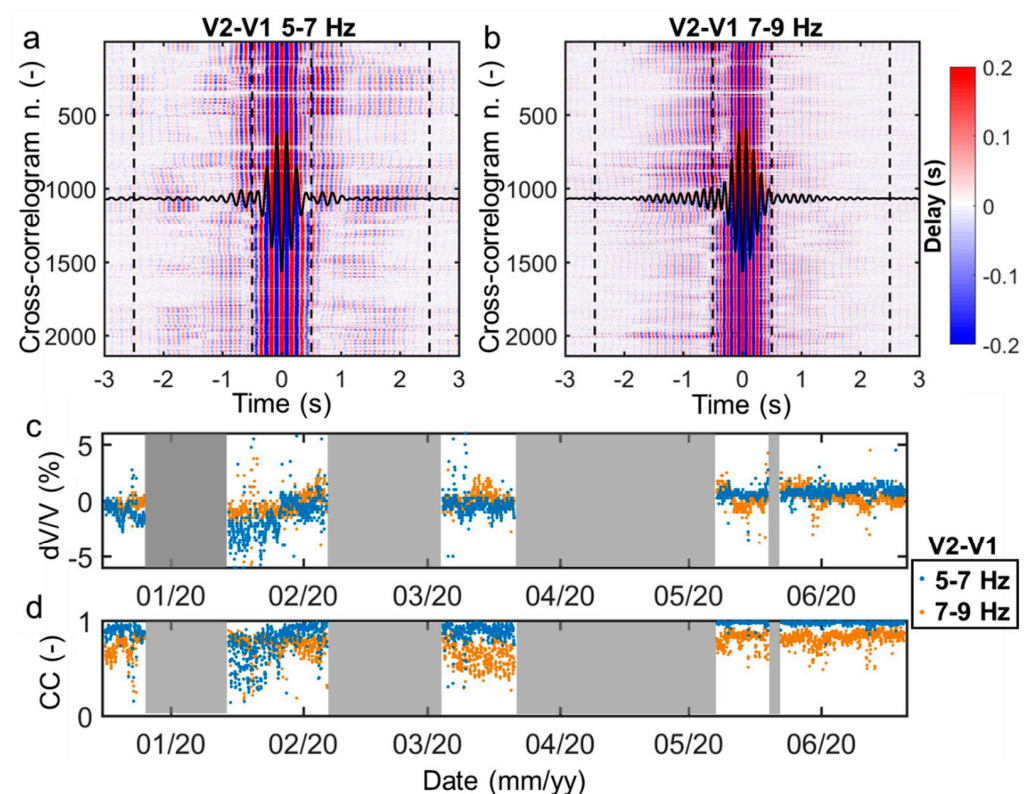 a
V2-V1 5-7 Hz
Cross-correlogram n. (-)
500
1000
1500
2000
-3 -2 -1 0 1 2 3
Time (s)
b
V2-V1 7-9 Hz
Cross-correlogram n. (-)
500
1000
1500
2000
-3 -2 -1 0 1 2 3
Time (s)
0.2
0.1
0
-0.1
-0.2
Delay (s)
c
dV/V (%)
5
0
-5
01/20 02/20 03/20 04/20 05/20 06/20
d
CC (-)
1
0
01/20 02/20 03/20 04/20 05/20 06/20
Date (mm/yy)
V2-V1
5-7 Hz
7-9 Hz